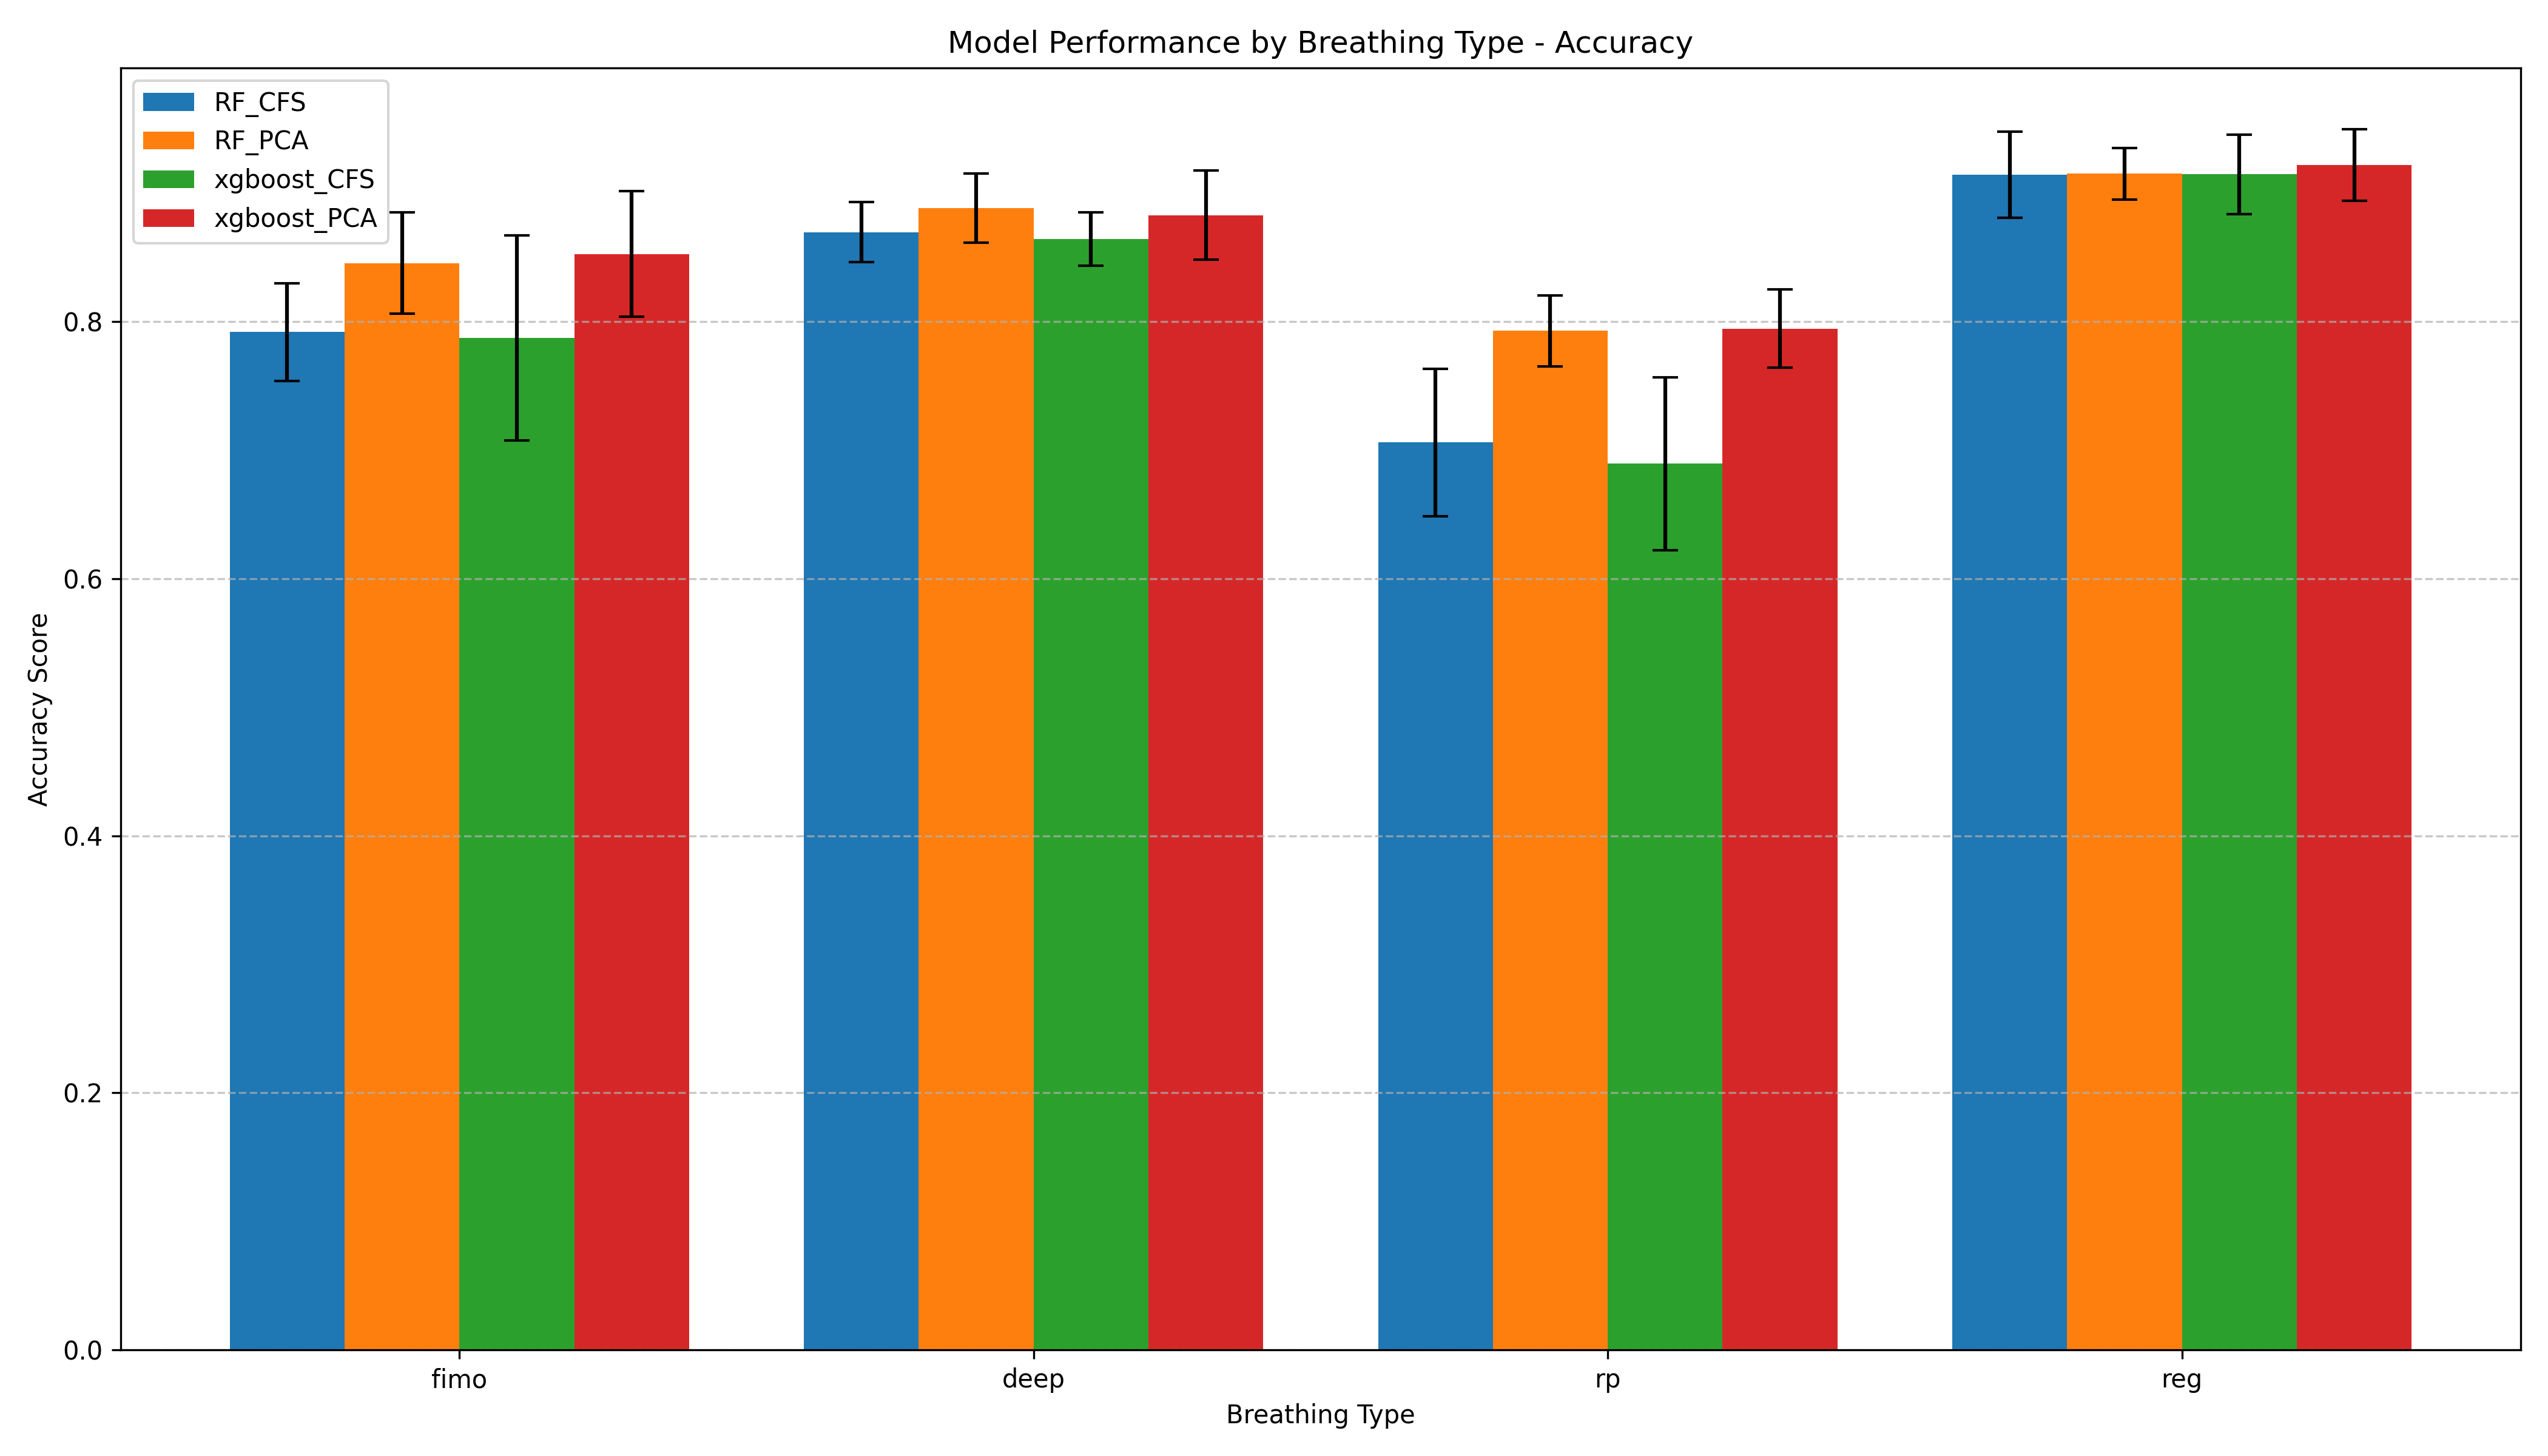 Model Performance by Breathing Type - Accuracy
RF_CFS
RF_PCA
xgboost_CFS
xgboost_PCA
Accuracy Score
0.8
0.6
0.4
0.2
0.0
fimo
deep
rp
reg
Breathing Type